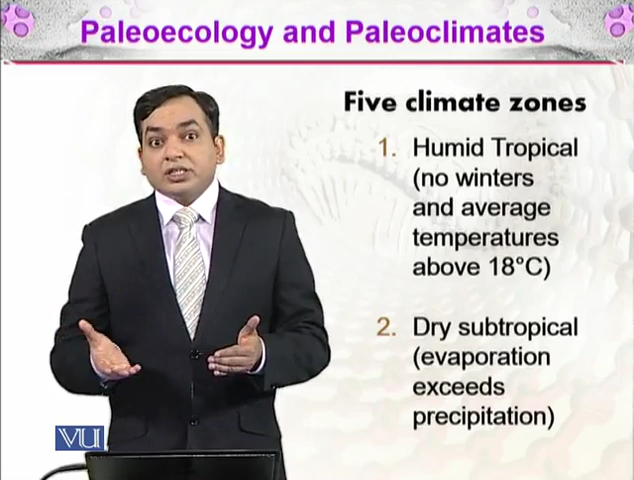 Paleoecology and Paleoclimates
Five climate zones
1. Humid Tropical
(no winters
and average
temperatures
above 18°C)
2. Dry subtropical
(evaporation
exceeds
precipitation)
VU